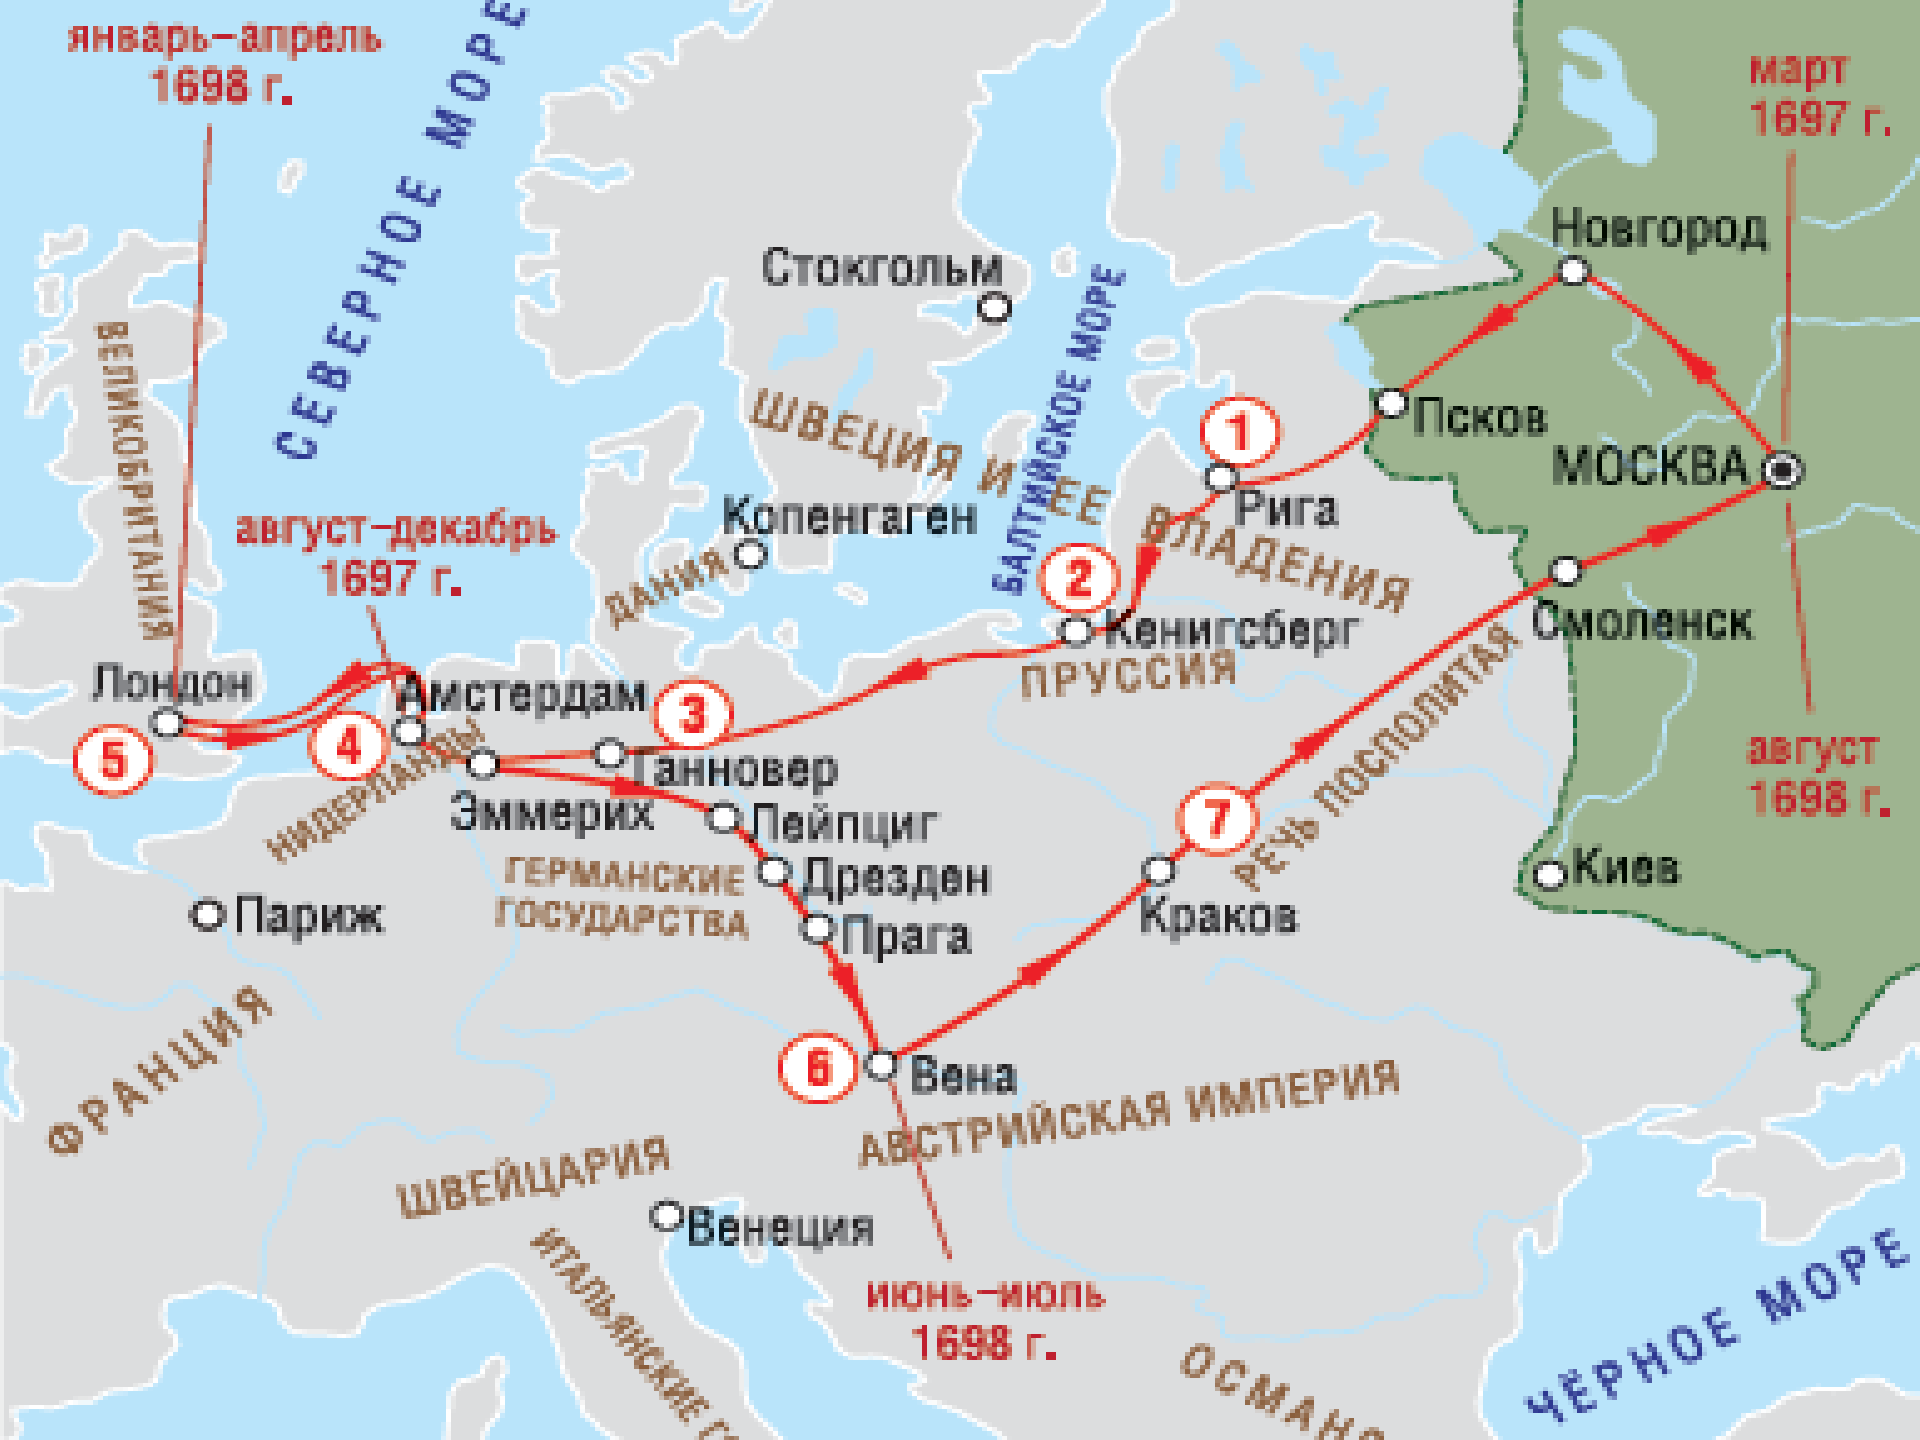 январь–апрель
1698 г.
СЕВЕРНОЕ МОРЕ
март
1697 г.
Новгород
Стокгольм
БАЛТИЙСКОЕ МОРЕ
ВЕЛИКОБРИТАНИЯ
ШВЕЦИЯ И ЕЕ ВЛАДЕНИЯ
1
Псков
МОСКВА
Рига
август–декабрь
1697 г.
Копенгаген
ДАНИЯ
2
Кенигсберг
ПРУССИЯ
Смоленск
РЕЧЬ ПОСПОЛИТАЯ
Лондон
5
Амстердам
4
3
НИДЕРЛАНДЫ
Ганновер
Эммерих
Лейпциг
7
август
1698 г.
ГЕРМАНСКИЕ
ГОСУДАРСТВА
Дрезден
Прага
Париж
Краков
Киев
ФРАНЦИЯ
6
Вена
АВСТРИЙСКАЯ ИМПЕРИЯ
ШВЕЙЦАРИЯ
Венеция
ИТАЛЬЯНСКИЕ Г
июнь–июль
1698 г.
ОСМАН
ЧЁРНОЕ МОРЕ